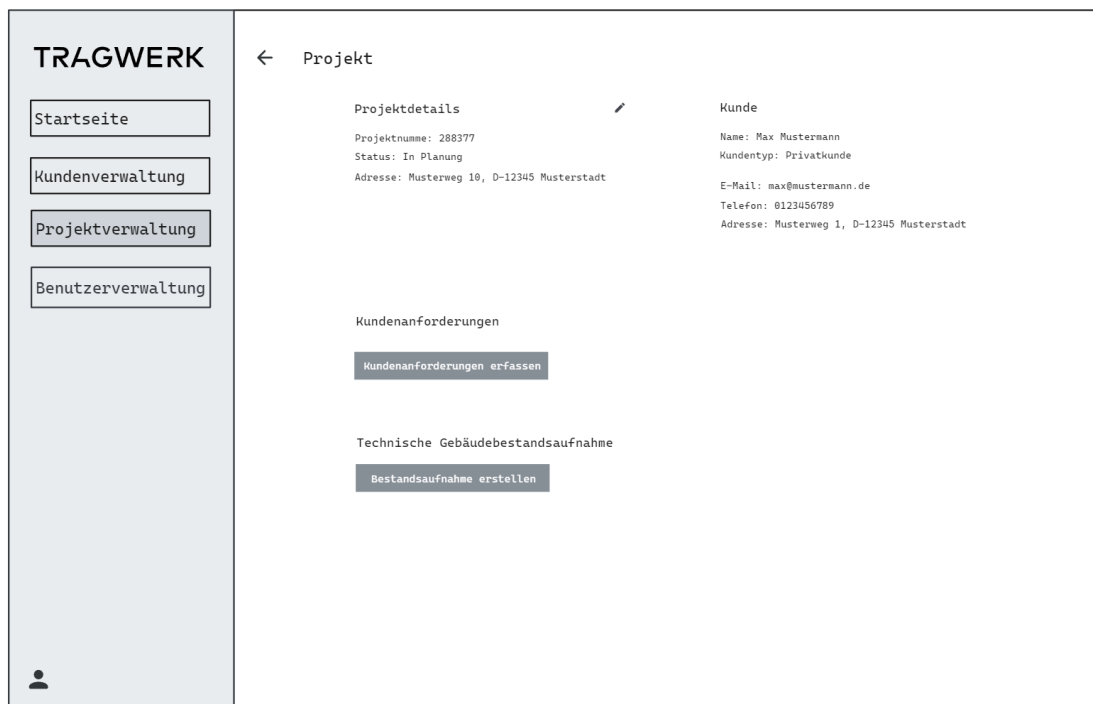 TRAGWERK
Startseite
Kundenverwaltung
Projektverwaltung
Benutzerverwaltung
Projekt
Projektdetails
Projektnumme: 288377
Status: In Planung
Adresse: Musterweg 10, D-12345 Musterstadt
Kunde
Name: Max Mustermann
Kundentyp: Privatkunde
E-Mail: max@mustermann.de
Telefon: 0123456789
Adresse: Musterweg 1, D-12345 Musterstadt
Kundenanforderungen
Kundenanforderungen erfassen
Technische Gebäudebestandsaufnahme
Bestandsaufnahme erstellen